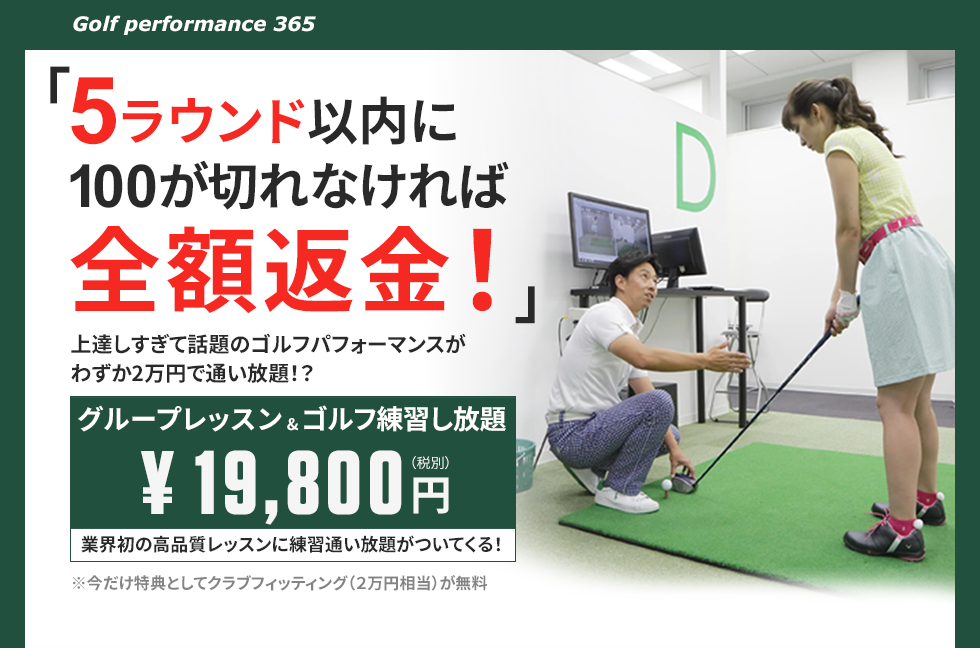 Golf performance 365
「5ラウンド以内に
100が切れなければ
全額返金！」
上達しすぎて話題のゴルフパフォーマンスが
わずか2万円で通い放題！？
グループレッスン＆ゴルフ練習し放題
¥19,800円（税別）
業界初の高品質レッスンに練習通い放題がついてくる！
※今だけ特典としてクラブフィッティング（2万円相当）が無料
D